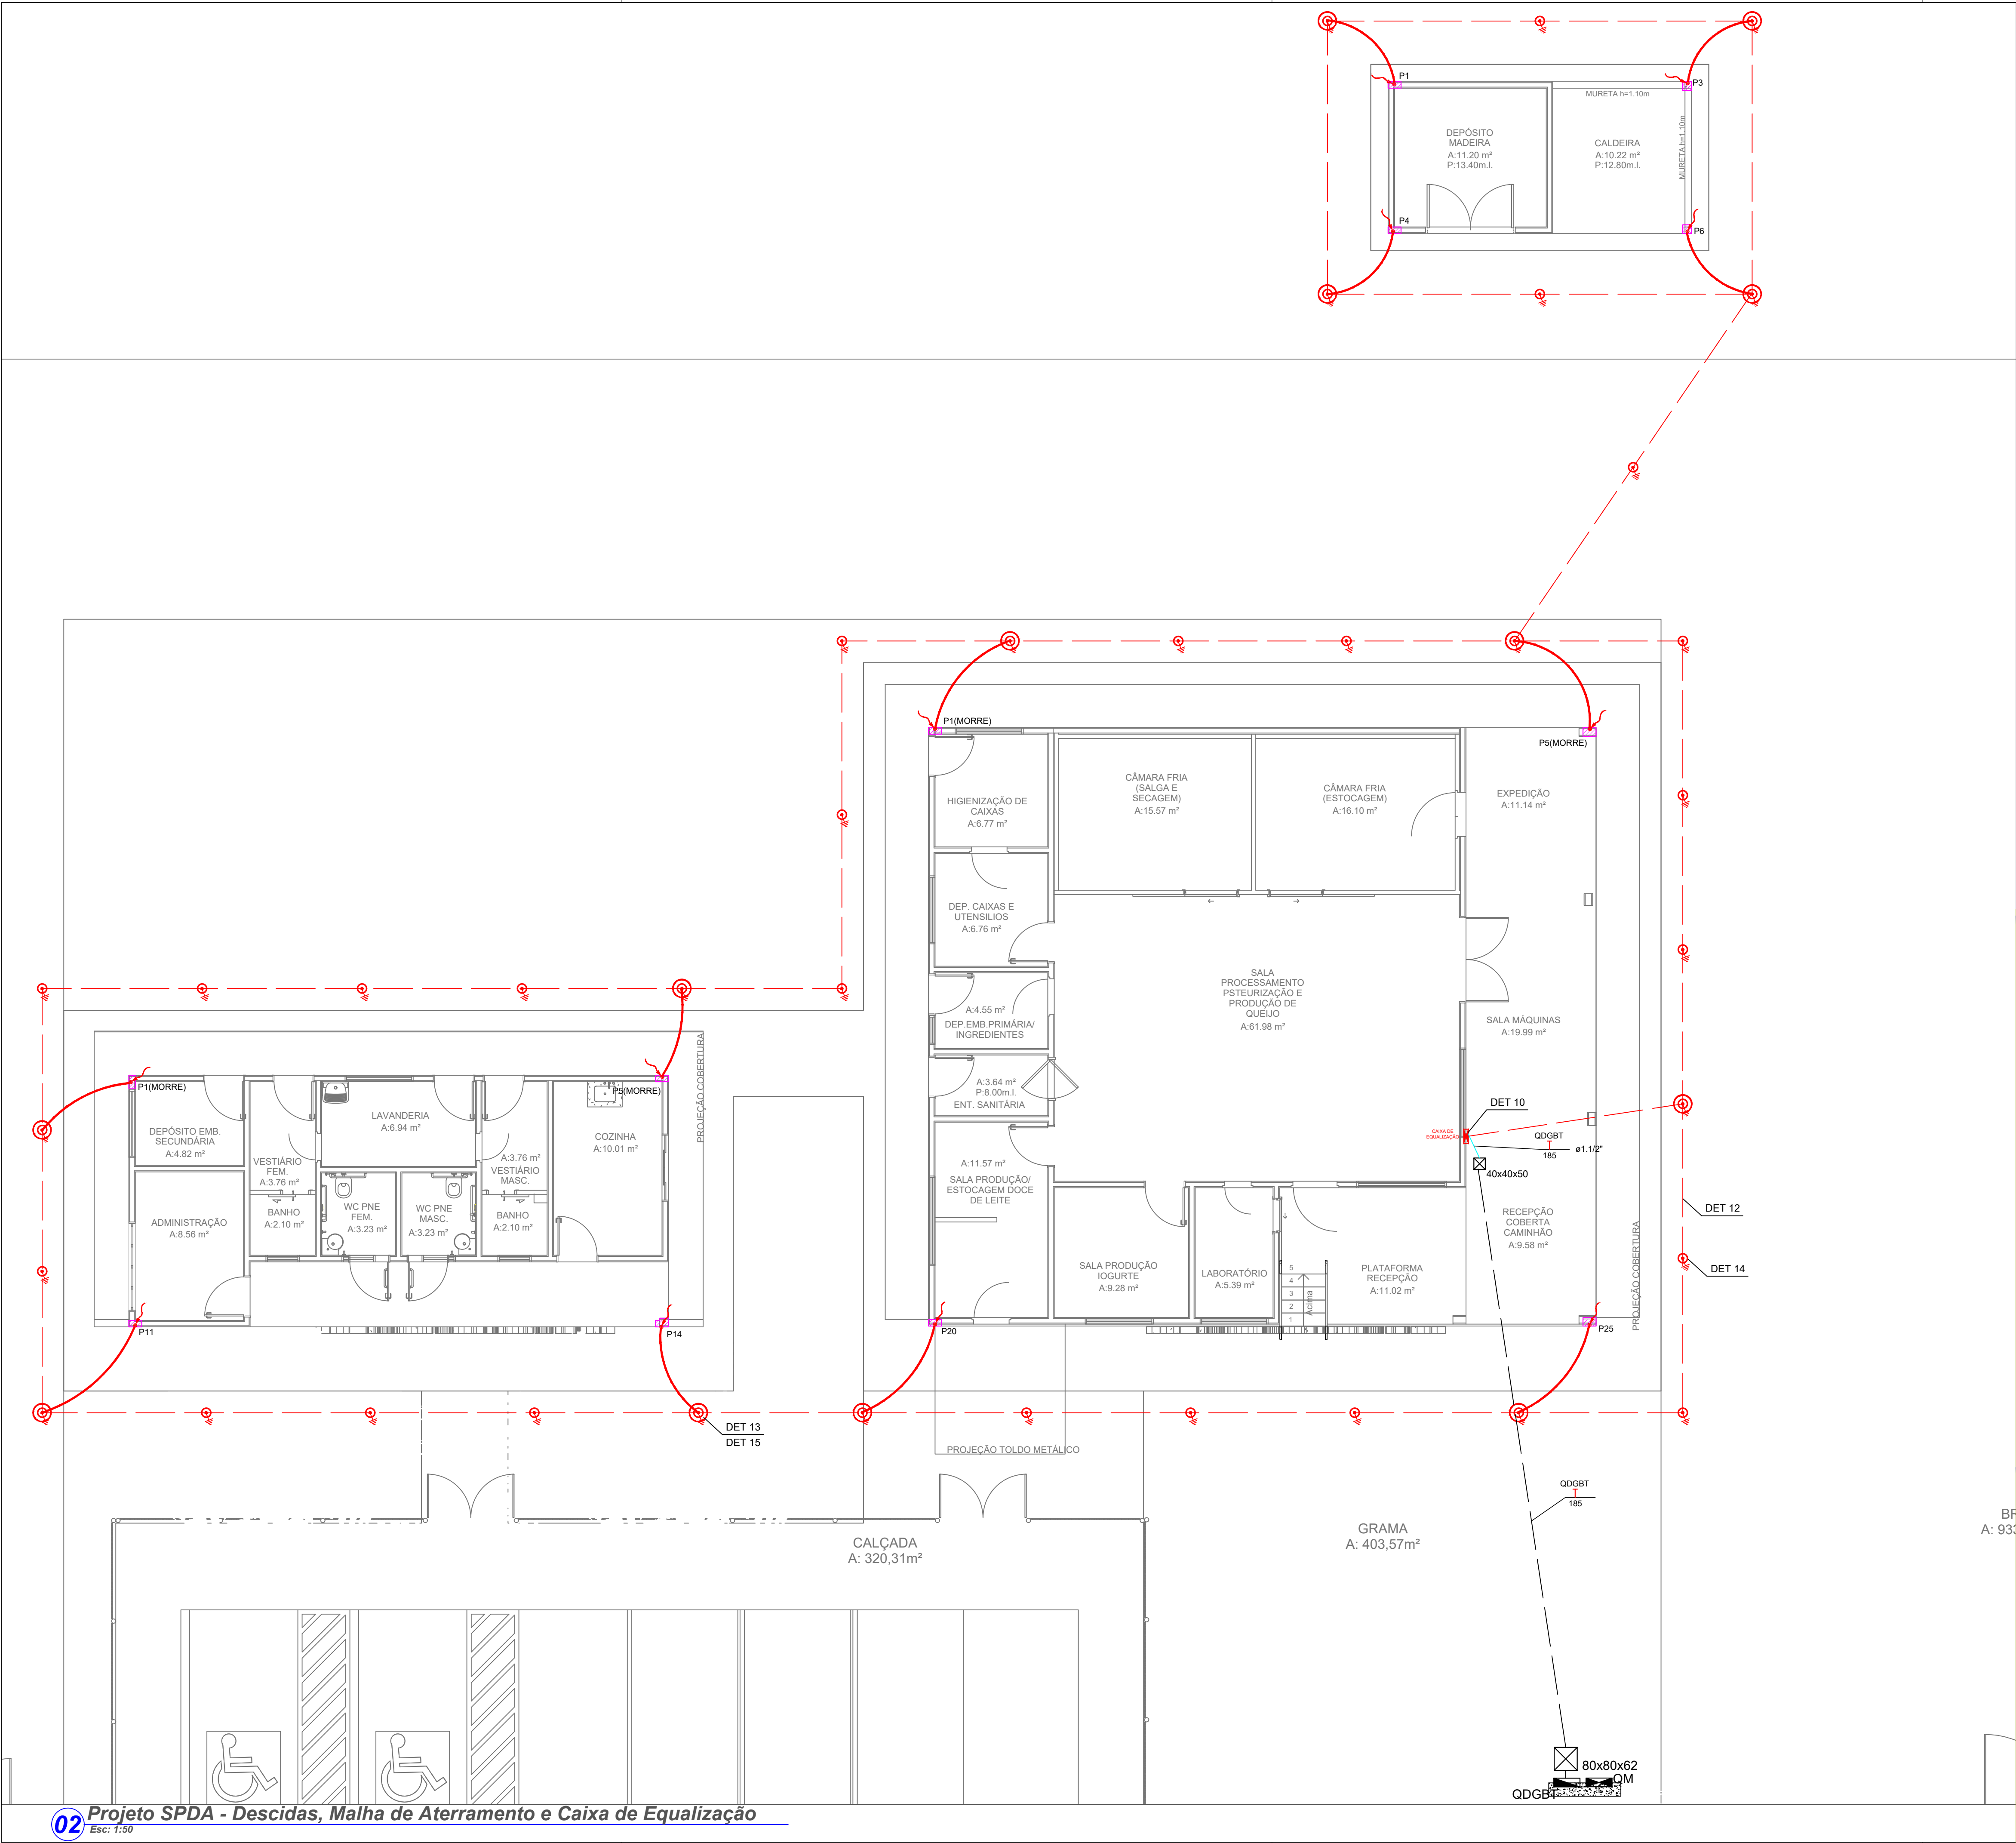 P1
P3
MURETA h=1.10m
MURETA h=1.10m
DEPÓSITO
MADEIRA
A:11.20 m²
P:13.40m.l.
CALDEIRA
A:10.22 m²
P:12.80m.l.
P4
P6
P1(MORRE)
P5(MORRE)
HIGIENIZAÇÃO DE
CAIXAS
A:6.77 m²
CÂMARA FRIA
(SALGA E
SECAGEM)
A:15.57 m²
CÂMARA FRIA
(ESTOCAGEM)
A:16.10 m²
EXPEDIÇÃO
A:11.14 m²
DEP. CAIXAS E
UTENSILIOS
A:6.76 m²
SALA
PROCESSAMENTO
PSTEURIZAÇÃO E
PRODUÇÃO DE
QUEIJO
A:61.98 m²
A:4.55 m²
DEP.EMB.PRIMÁRIA/
INGREDIENTES
SALA MÁQUINAS
A:19.99 m²
A:3.64 m²
P:8.00m.l.
ENT. SANITÁRIA
A:11.57 m²
SALA PRODUÇÃO/
ESTOCAGEM DOCE
DE LEITE
SALA PRODUÇÃO
IOGURTE
A:9.28 m²
LABORATÓRIO
A:5.39 m²
5
4
3
2
1
Acima
PLATAFORMA
RECEPÇÃO
A:11.02 m²
RECEPÇÃO
COBERTA
CAMINHÃO
A:9.58 m²
PROJEÇÃO COBERTURA
CAIXA DE
EQUALIZAÇÃO
DET 10
QDGBT
185
ø1.1/2"
40x40x50
DET 12
DET 14
P20
P25
P1(MORRE)
P5(MORRE)
PROJEÇÃO COBERTURA
DEPÓSITO EMB.
SECUNDÁRIA
A:4.82 m²
LAVANDERIA
A:6.94 m²
COZINHA
A:10.01 m²
VESTIÁRIO
FEM.
A:3.76 m²
A:3.76 m²
VESTIÁRIO
MASC.
ADMINISTRAÇÃO
A:8.56 m²
BANHO
A:2.10 m²
WC PNE
FEM.
A:3.23 m²
WC PNE
MASC.
A:3.23 m²
BANHO
A:2.10 m²
P11
P14
DET 13
DET 15
PROJEÇÃO TOLDO METÁLICO
CALÇADA
A: 320,31m²
GRAMA
A: 403,57m²
QDGBT
185
BR
A: 933
80x80x62
QM
QDGBT
02
Projeto SPDA - Descidas, Malha de Aterramento e Caixa de Equalização
Esc: 1:50